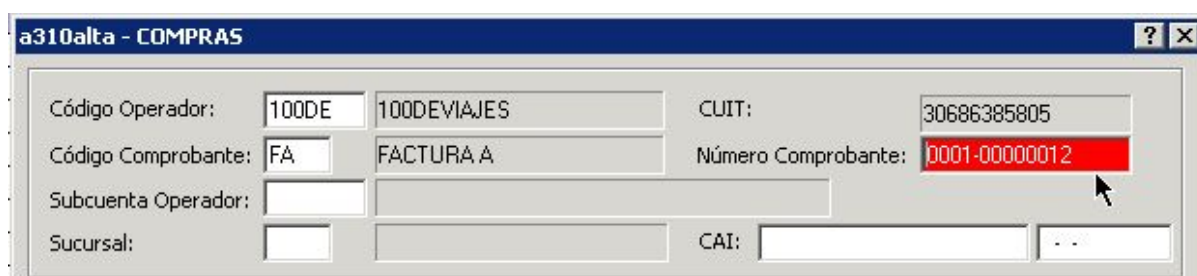 a310alta - COMPRAS ? X
Código Operador: 100DE 100DEVIAJES CUIT: 30686385805
Código Comprobante: FA FACTURA A Número Comprobante: 0001-00000012
Subcuenta Operador:
Sucursal: CAI: - -